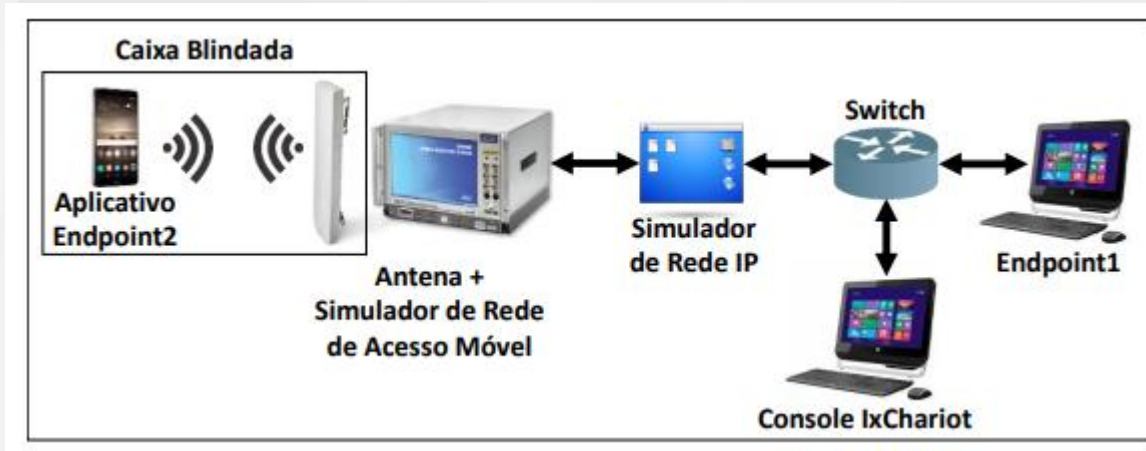 Caixa Blindada
Aplicativo
Endpoint2
Antena +
Simulador de Rede
de Acesso Móvel
Simulador
de Rede IP
Switch
Endpoint1
Console IxChariot